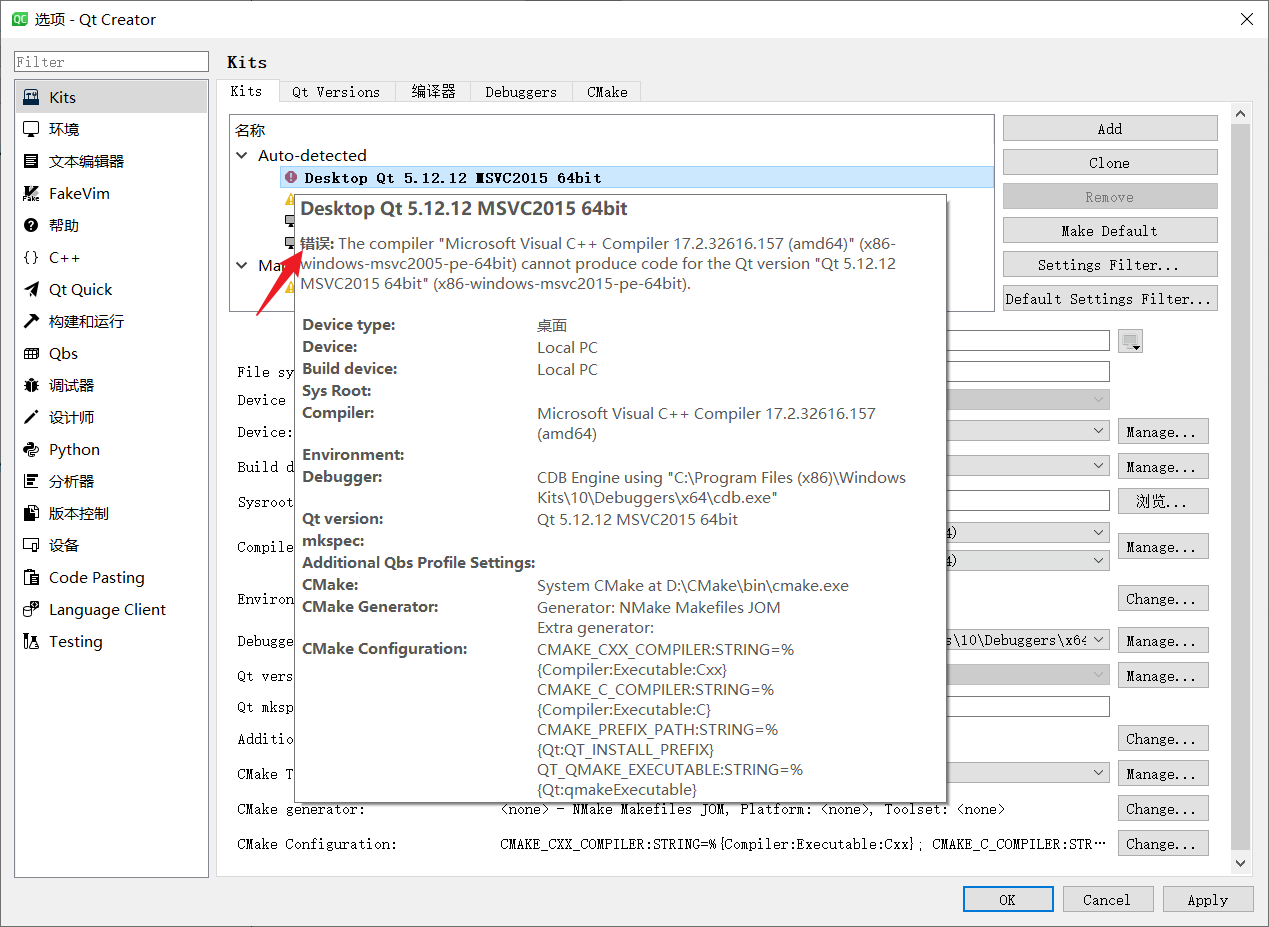 选项 - Qt Creator
Filter
Kits
环境
文本编辑器
FakeVim
帮助
C++
Qt Quick
构建和运行
Qbs
调试器
设计师
Python
分析器
版本控制
设备
Code Pasting
Language Client
Testing
Kits
Kits
Qt Versions
编译器
Debuggers
CMake
名称
Auto-detected
Desktop Qt 5.12.12 MSVC2015 64bit
Add
Clone
Remove
Make Default
Settings Filter...
Default Settings Filter...
Desktop Qt 5.12.12 MSVC2015 64bit
错误: The compiler "Microsoft Visual C++ Compiler 17.2.32616.157 (amd64)" (x86-
windows-msvc2005-pe-64bit) cannot produce code for the Qt version "Qt 5.12.12
MSVC2015 64bit" (x86-windows-msvc2015-pe-64bit).
Device type: 桌面
Device: Local PC
Build device: Local PC
Sys Root:
Compiler: Microsoft Visual C++ Compiler 17.2.32616.157
(amd64)
Environment:
Debugger: CDB Engine using "C:\Program Files (x86)\Windows
Kits\10\Debuggers\x64\cdb.exe"
Qt version: Qt 5.12.12 MSVC2015 64bit
mkspec:
Additional Qbs Profile Settings:
CMake: System CMake at D:\CMake\bin\cmake.exe
CMake Generator: Generator: NMake Makefiles JOM
Extra generator:
CMake Configuration: CMAKE_CXX_COMPILER:STRING=%
{Compiler:Executable:Cxx}
CMAKE_C_COMPILER:STRING=%
{Compiler:Executable:C}
CMAKE_PREFIX_PATH:STRING=%
{Qt:QT_INSTALL_PREFIX}
QT_QMAKE_EXECUTABLE:STRING=%
{Qt:qmakeExecutable}
Ma
File sy
Device
Device:
Manage...
Build d
Manage...
Sysroot
浏览...
Compile
4)
4)
Manage...
Environ
Change...
Debugge
s\10\Debuggers\x64
Manage...
Qt vers
Manage...
Qt mksp
Additio
Change...
CMake T
Manage...
CMake generator:
<none> - NMake Makefiles JOM, Platform: <none>, Toolset: <none>
Change...
CMake Configuration:
CMAKE_CXX_COMPILER:STRING=%{Compiler:Executable:Cxx}; CMAKE_C_COMPILER:STR…
Change...
OK
Cancel
Apply